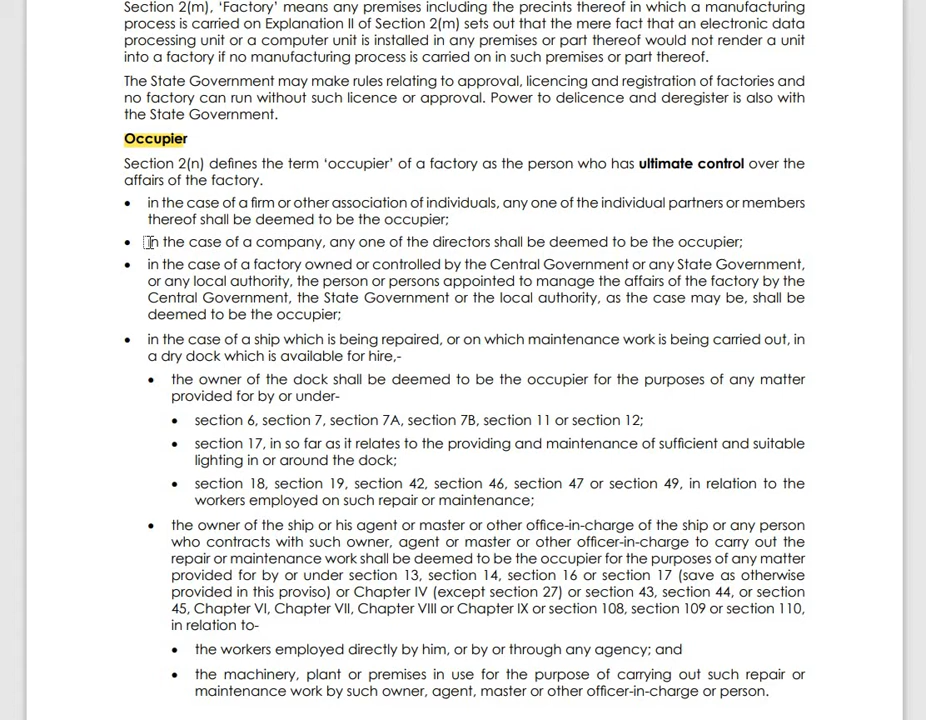 Section 2(m), ‘Factory’ means any premises including the precints thereof in which a manufacturing
process is carried on Explanation II of Section 2(m) sets out that the mere fact that an electronic data
processing unit or a computer unit is installed in any premises or part thereof would not render a unit
into a factory if no manufacturing process is carried on in such premises or part thereof.
The State Government may make rules relating to approval, licencing and registration of factories and
no factory can run without such licence or approval. Power to delicence and deregister is also with
the State Government.
Occupier
Section 2(n) defines the term ‘occupier’ of a factory as the person who has ultimate control over the
affairs of the factory.
• in the case of a firm or other association of individuals, any one of the individual partners or members
thereof shall be deemed to be the occupier;
• in the case of a company, any one of the directors shall be deemed to be the occupier;
• in the case of a factory owned or controlled by the Central Government or any State Government,
or any local authority, the person or persons appointed to manage the affairs of the factory by the
Central Government, the State Government or the local authority, as the case may be, shall be
deemed to be the occupier;
• in the case of a ship which is being repaired, or on which maintenance work is being carried out, in
a dry dock which is available for hire,-
• the owner of the dock shall be deemed to be the occupier for the purposes of any matter
provided for by or under-
• section 6, section 7, section 7A, section 7B, section 11 or section 12;
• section 17, in so far as it relates to the providing and maintenance of sufficient and suitable
lighting in or around the dock;
• section 18, section 19, section 42, section 46, section 47 or section 49, in relation to the
workers employed on such repair or maintenance;
• the owner of the ship or his agent or master or other office-in-charge of the ship or any person
who contracts with such owner, agent or master or other officer-in-charge to carry out the
repair or maintenance work shall be deemed to be the occupier for the purposes of any matter
provided for by or under section 13, section 14, section 16 or section 17 (save as otherwise
provided in this proviso) or Chapter IV (except section 27) or section 43, section 44, or section
45, Chapter VI, Chapter VII, Chapter VIII or Chapter IX or section 108, section 109 or section 110,
in relation to-
• the workers employed directly by him, or by or through any agency; and
• the machinery, plant or premises in use for the purpose of carrying out such repair or
maintenance work by such owner, agent, master or other officer-in-charge or person.